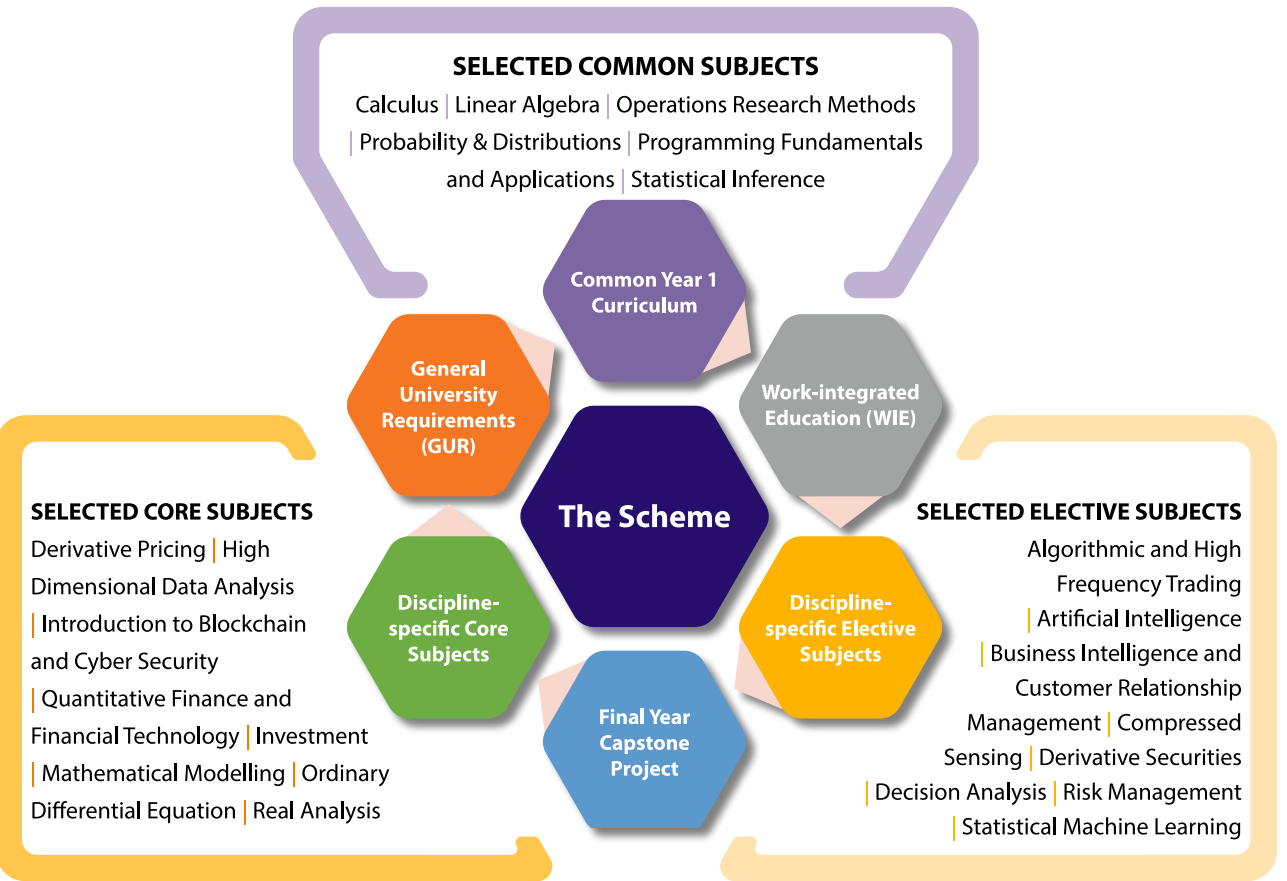 SELECTED COMMON SUBJECTS
Calculus | Linear Algebra | Operations Research Methods
| Probability & Distributions | Programming Fundamentals
and Applications | Statistical Inference
Common Year 1
Curriculum
General
University
Requirements
(GUR)
Work-integrated
Education (WIE)
The Scheme
Discipline-
specific Core
Subjects
Discipline-
specific Elective
Subjects
Final Year
Capstone
Project
SELECTED CORE SUBJECTS
Derivative Pricing | High
Dimensional Data Analysis
| Introduction to Blockchain
and Cyber Security
| Quantitative Finance and
Financial Technology | Investment
| Mathematical Modelling | Ordinary
Differential Equation | Real Analysis
SELECTED ELECTIVE SUBJECTS
Algorithmic and High
Frequency Trading
| Artificial Intelligence
| Business Intelligence and
Customer Relationship
Management | Compressed
Sensing | Derivative Securities
| Decision Analysis | Risk Management
| Statistical Machine Learning